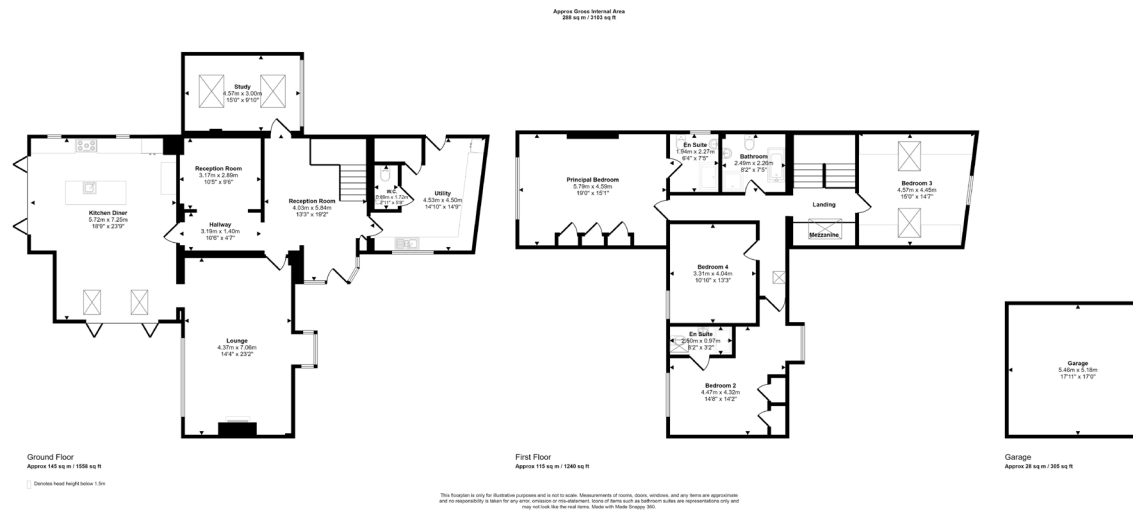 Approx Gross Internal Area
288 sq m / 3103 sq ft
Study
4.57m x 3.00m
15'0" x 9'10"
Reception Room
3.17m x 2.89m
10'5" x 9'6"
Kitchen Diner
5.72m x 7.25m
18'9" x 23'9"
Hallway
3.19m x 1.40m
10'6" x 4'7"
Reception Room
4.03m x 5.84m
13'3" x 19'2"
W.C.
0.89m x 1.72m
2'11" x 5'8"
Utility
4.53m x 4.50m
14'10" x 14'9"
Lounge
4.37m x 7.06m
14'4" x 23'2"
Ground Floor
Approx 145 sq m / 1558 sq ft
Denotes head height below 1.5m
Principal Bedroom
5.79m x 4.59m
19'0" x 15'1"
En Suite
1.94m x 2.27m
6'4" x 7'5"
Bathroom
2.49m x 2.26m
8'2" x 7'5"
Landing
Mezzanine
Bedroom 3
4.57m x 4.45m
15'0" x 14'7"
Bedroom 4
3.31m x 4.04m
10'10" x 13'3"
En Suite
2.50m x 0.97m
8'2" x 3'2"
Bedroom 2
4.47m x 4.32m
14'8" x 14'2"
First Floor
Approx 115 sq m / 1240 sq ft
Garage
5.46m x 5.18m
17'11" x 17'0"
Garage
Approx 28 sq m / 305 sq ft
This floorplan is only for illustrative purposes and is not to scale. Measurements of rooms, doors, windows, and any items are approximate
and no responsibility is taken for any error, omission or mis-statement. Icons of items such as bathroom suites are representations only and
may not look like the real items. Made with Made Snappy 360.